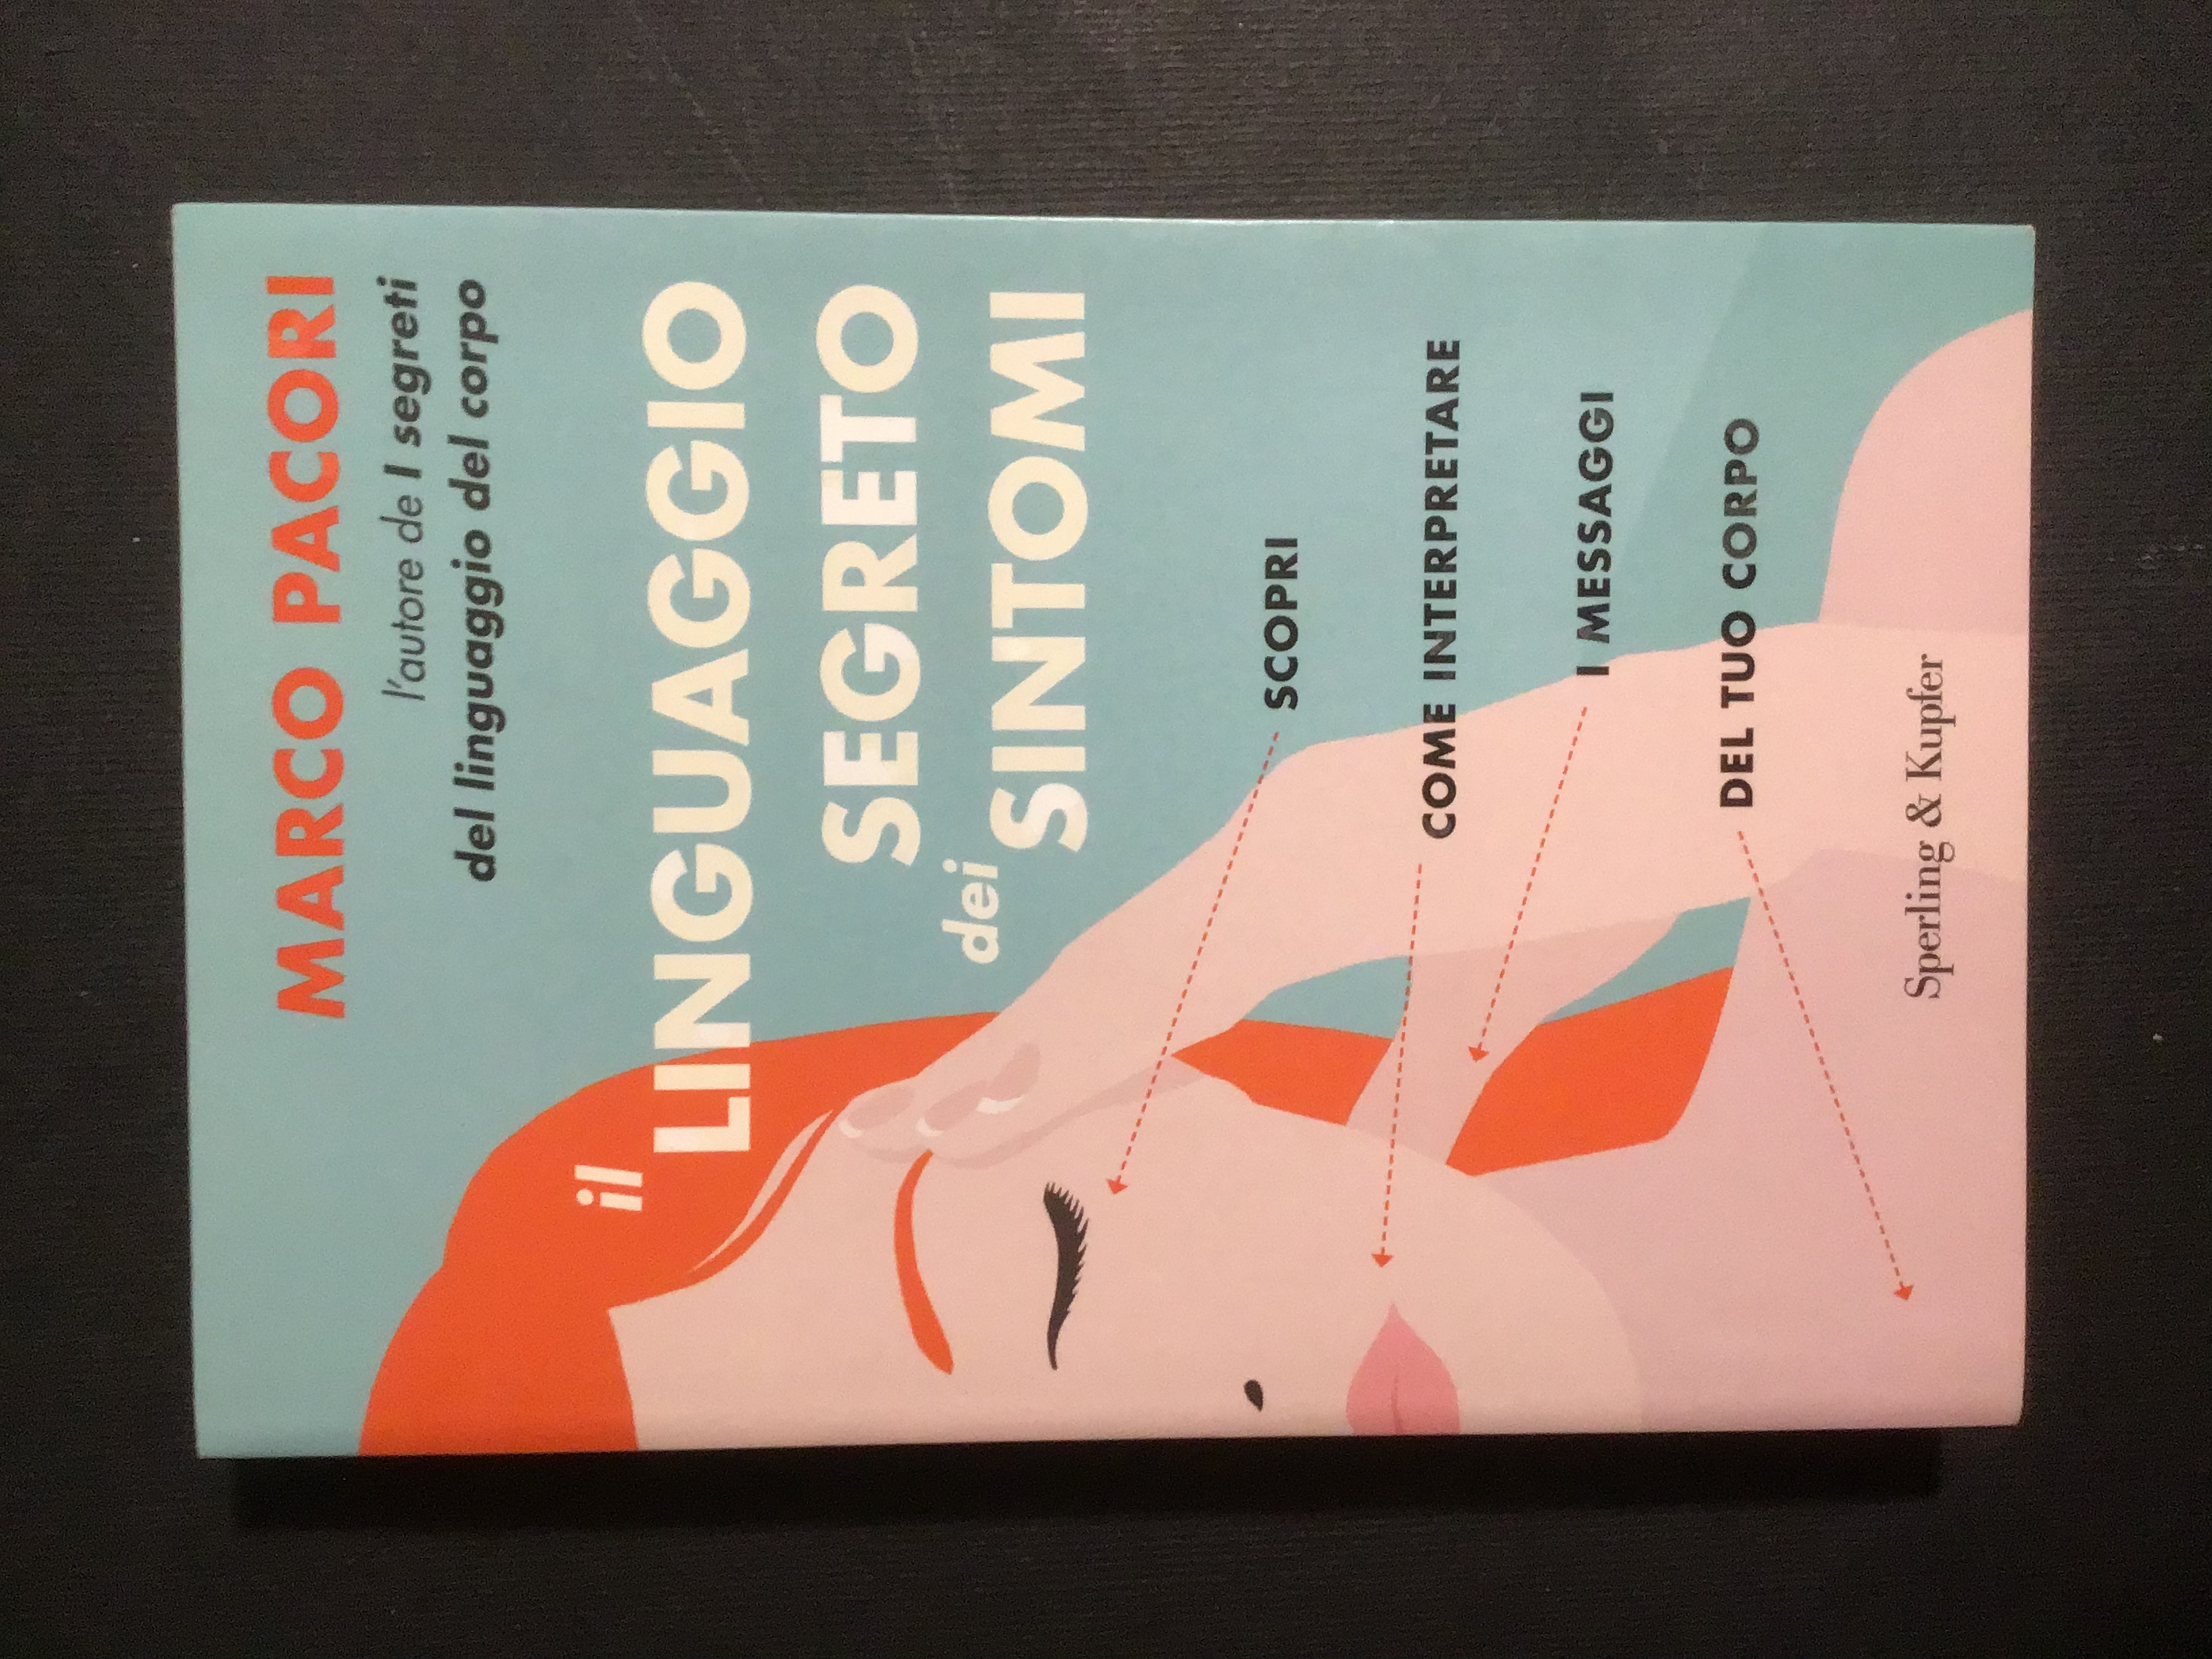 MARCO PACORI
l'autore de I segreti
del linguaggio del corpo
il
LINGUAGGIO
SEGRETO
dei SINTOMI
SCOPRI
COME INTERPRETARE
I MESSAGGI
DEL TUO CORPO
Sperling & Kupfer